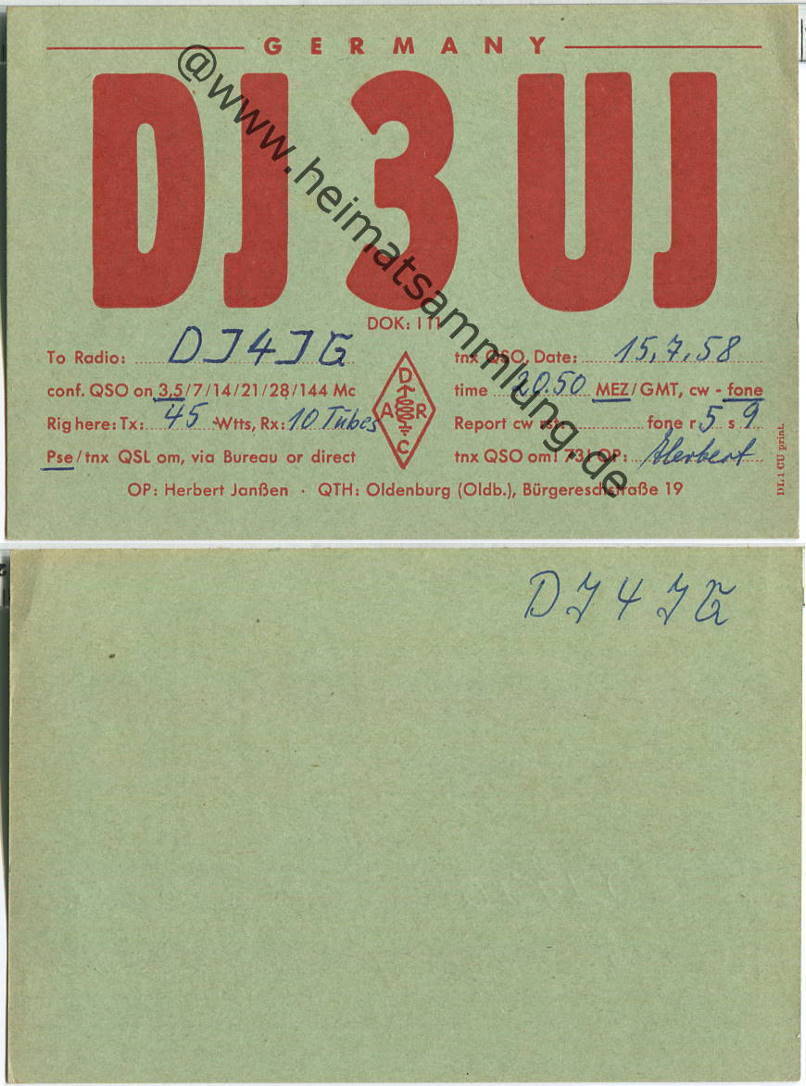 GERMANY
DJ3UJ
DOK: I 11
To Radio: DJ4JG
tnx QSO, Date: 15.7.58
conf. QSO on 3,5/7/14/21/28/144 Mc
time 20.50 MEZ/GMT, cw - fone
Rig here: Tx: 45 Wtts, Rx: 10 Tubes
Report cw rst: fone r 5 s 9
Pse/tnx QSL om, via Bureau or direct
tnx QSO om! 73! OP: Herbert
DARC
OP: Herbert Janßen · QTH: Oldenburg (Oldb.), Bürgereschstraße 19
DL1CU print.
@www.heimatsammlung.de
DJ4JG